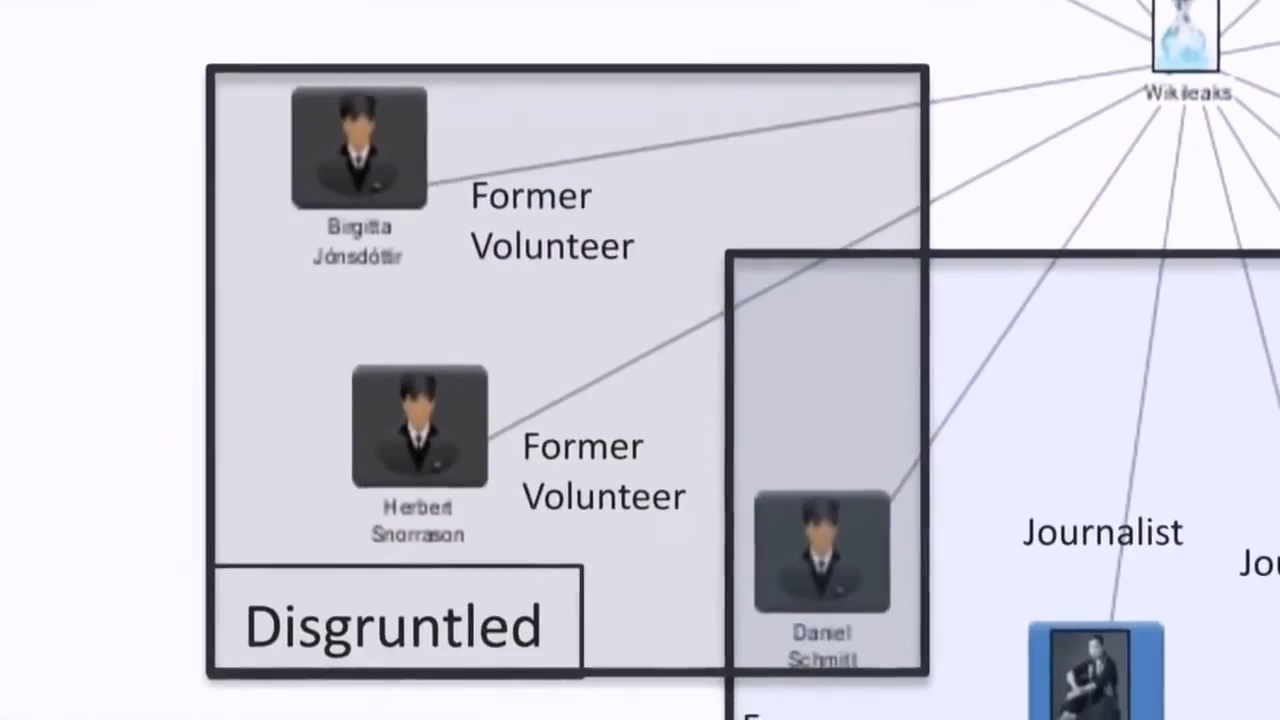 Wikileaks
Birgitta
Jónsdóttir
Former
Volunteer
Herbert
Snorrason
Former
Volunteer
Disgruntled
Daniel
Schmitt
Journalist